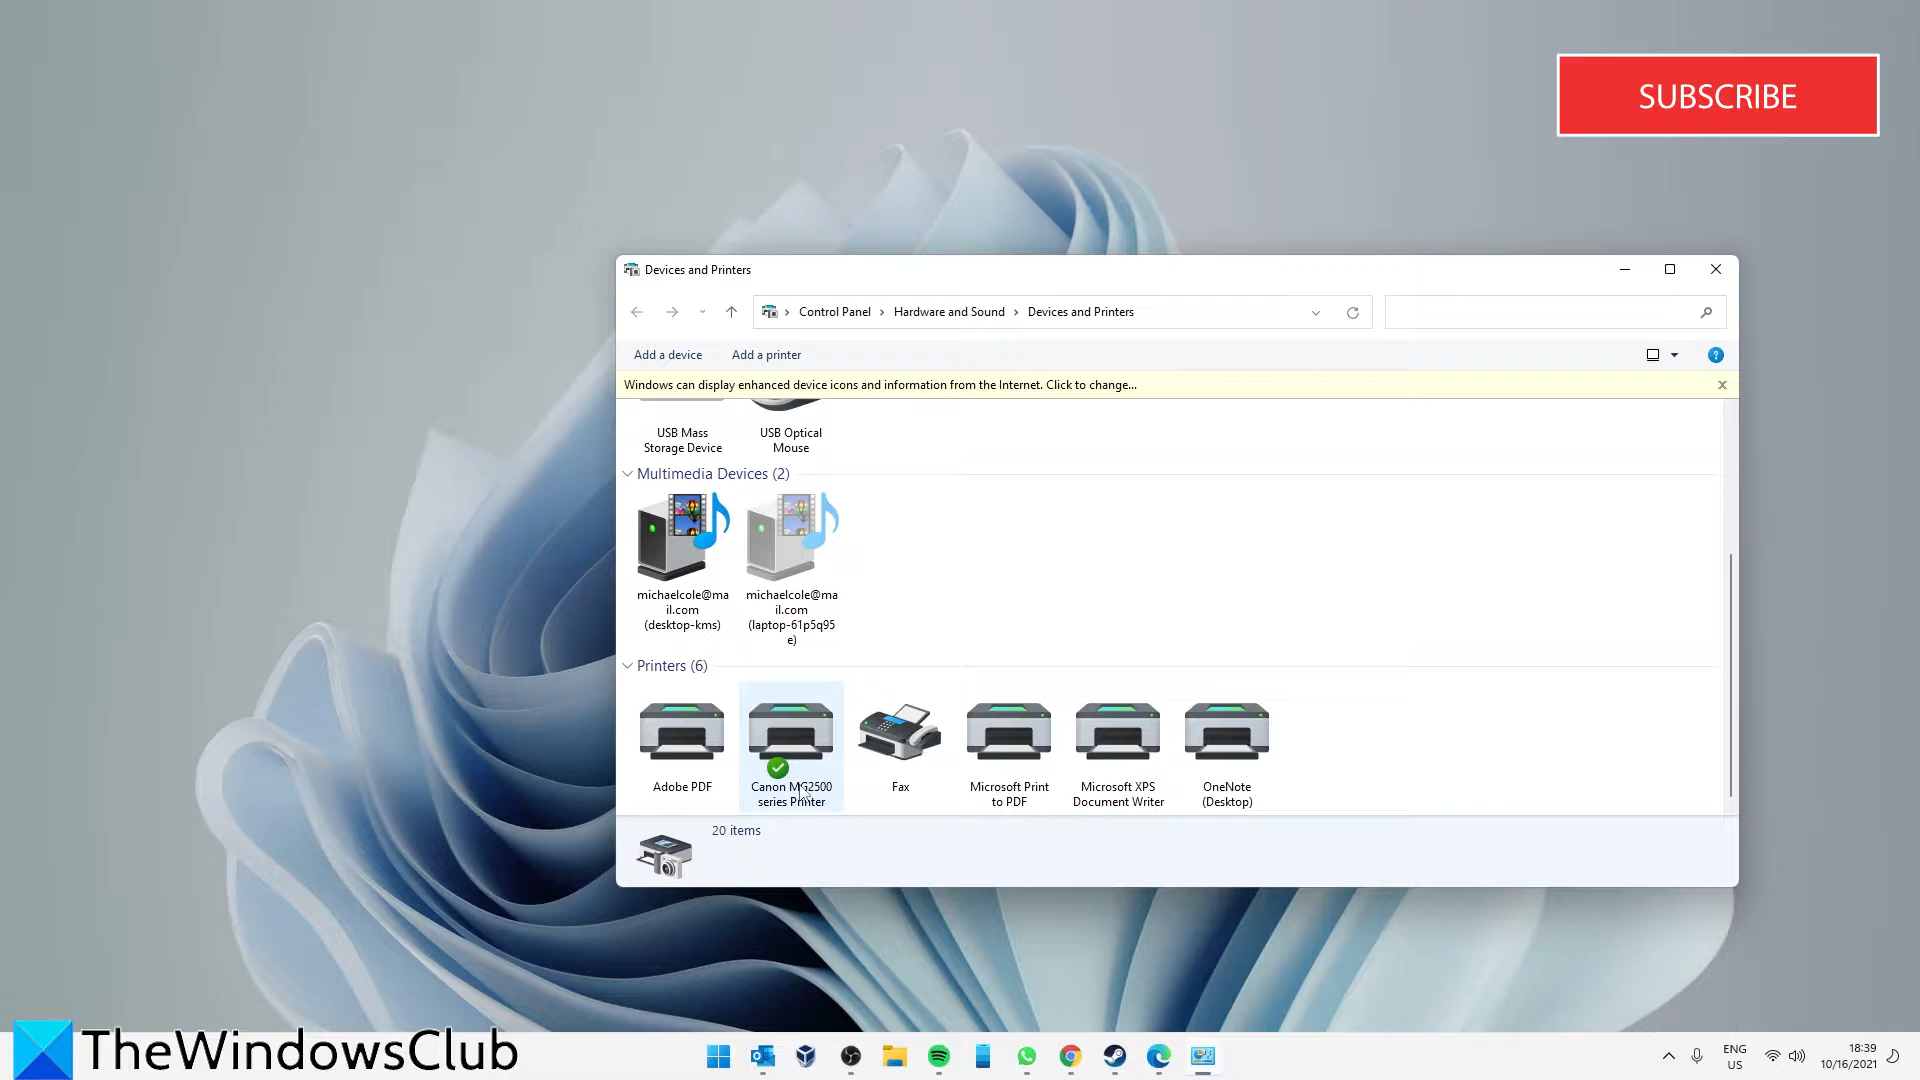 SUBSCRIBE
Devices and Printers
Control Panel > Hardware and Sound > Devices and Printers
Add a device Add a printer
?
Windows can display enhanced device icons and information from the Internet. Click to change... x
USB Mass
Storage Device
USB Optical
Mouse
Multimedia Devices (2)
michaelcole@ma
il.com
(desktop-kms)
michaelcole@ma
il.com
(laptop-61p5q95
e)
Printers (6)
Adobe PDF
Canon MG2500
series Printer
Fax
Microsoft Print
to PDF
Microsoft XPS
Document Writer
OneNote
(Desktop)
20 items
TheWindowsClub
ENG
US
18:39
10/16/2021